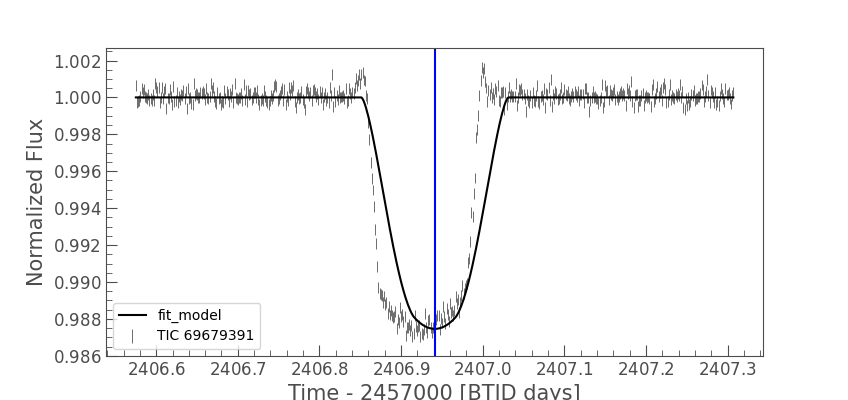 Normalized Flux
1.002
1.000
0.998
0.996
0.994
0.992
0.990
0.988
0.986
fit_model
TIC 69679391
2406.6 2406.7 2406.8 2406.9 2407.0 2407.1 2407.2 2407.3
Time - 2457000 [BTJD days]